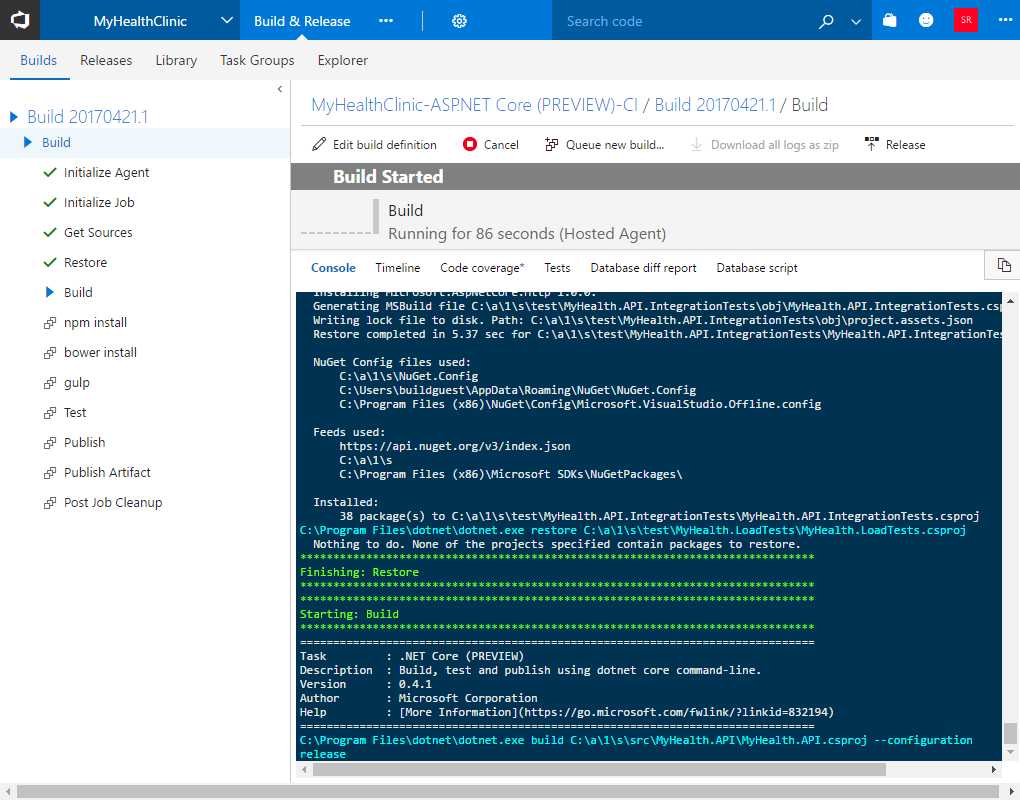 MyHealthClinic
Build & Release
Search code
SR
Builds Releases Library Task Groups Explorer
Build 20170421.1
Build
Initialize Agent
Initialize Job
Get Sources
Restore
Build
npm install
bower install
gulp
Test
Publish
Publish Artifact
Post Job Cleanup
MyHealthClinic-ASPNET Core (PREVIEW)-CI / Build 20170421.1 / Build
Edit build definition Cancel Queue new build... Download all logs as zip Release
Build Started
Build
Running for 86 seconds (Hosted Agent)
Console Timeline Code coverage* Tests Database diff report Database script
Installing Microsoft.AspNetCore.Http 1.0.0.
Generating MSBuild file C:\a\1\s\test\MyHealth.API.IntegrationTests\obj\MyHealth.API.IntegrationTests.csp
Writing lock file to disk. Path: C:\a\1\s\test\MyHealth.API.IntegrationTests\obj\project.assets.json
Restore completed in 5.37 sec for C:\a\1\s\test\MyHealth.API.IntegrationTests\MyHealth.API.IntegrationTes
NuGet Config files used:
C:\a\1\s\NuGet.Config
C:\Users\buildguest\AppData\Roaming\NuGet\NuGet.Config
C:\Program Files (x86)\NuGet\Config\Microsoft.VisualStudio.Offline.config
Feeds used:
https://api.nuget.org/v3/index.json
C:\a\1\s
C:\Program Files (x86)\Microsoft SDKs\NuGetPackages\
Installed:
38 package(s) to C:\a\1\s\test\MyHealth.API.IntegrationTests\MyHealth.API.IntegrationTests.csproj
C:\Program Files\dotnet\dotnet.exe restore C:\a\1\s\test\MyHealth.LoadTests\MyHealth.LoadTests.csproj
Nothing to do. None of the projects specified contain packages to restore.
******************************************************************************
Finishing: Restore
******************************************************************************
******************************************************************************
Starting: Build
******************************************************************************
==============================================================================
Task : .NET Core (PREVIEW)
Description : Build, test and publish using dotnet core command-line.
Version : 0.4.1
Author : Microsoft Corporation
Help : [More Information](https://go.microsoft.com/fwlink/?linkid=832194)
==============================================================================
C:\Program Files\dotnet\dotnet.exe build C:\a\1\s\src\MyHealth.API\MyHealth.API.csproj --configuration
release